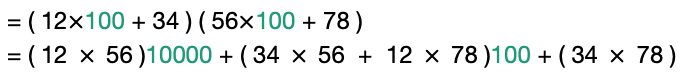 = ( 12×100 + 34 ) ( 56×100 + 78 )
= ( 12 × 56 )10000 + ( 34 × 56 + 12 × 78 )100 + ( 34 × 78 )